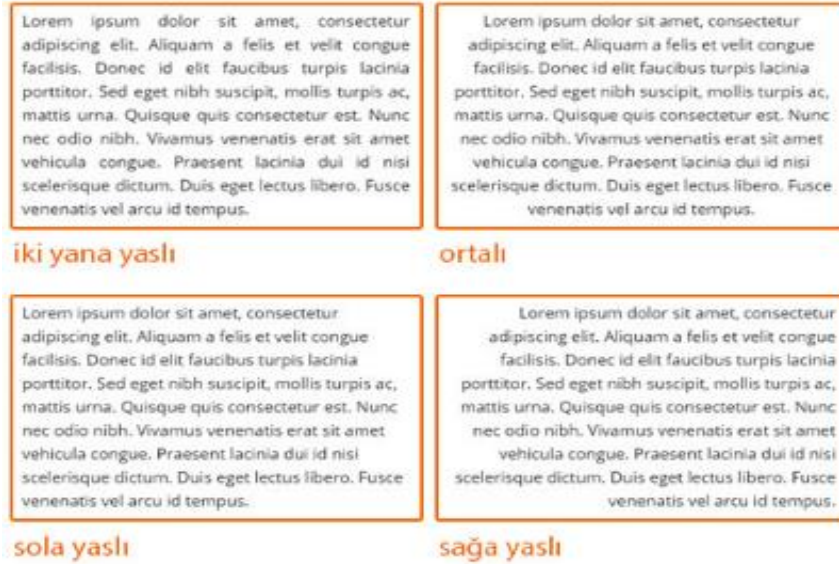 Lorem ipsum dolor sit amet, consectetur
adipiscing elit. Aliquam a felis et velit congue
facilisis. Donec id elit faucibus turpis lacinia
porttitor. Sed eget nibh suscipit, mollis turpis ac,
mattis urna. Quisque quis consectetur est. Nunc
nec odio nibh. Vivamus venenatis erat sit amet
vehicula congue. Praesent lacinia dui id nisi
scelerisque dictum. Duis eget lectus libero. Fusce
venenatis vel arcu id tempus.
iki yana yaslı
Lorem ipsum dolor sit amet, consectetur
adipiscing elit. Aliquam a felis et velit congue
facilisis. Donec id elit faucibus turpis lacinia
porttitor. Sed eget nibh suscipit, mollis turpis ac,
mattis urna. Quisque quis consectetur est. Nunc
nec odio nibh. Vivamus venenatis erat sit amet
vehicula congue. Praesent lacinia dui id nisi
scelerisque dictum. Duis eget lectus libero. Fusce
venenatis vel arcu id tempus.
ortalı
Lorem ipsum dolor sit amet, consectetur
adipiscing elit. Aliquam a felis et velit congue
facilisis. Donec id elit faucibus turpis lacinia
porttitor. Sed eget nibh suscipit, mollis turpis ac,
mattis urna. Quisque quis consectetur est. Nunc
nec odio nibh. Vivamus venenatis erat sit amet
vehicula congue. Praesent lacinia dui id nisi
scelerisque dictum. Duis eget lectus libero. Fusce
venenatis vel arcu id tempus.
sola yaslı
Lorem ipsum dolor sit amet, consectetur
adipiscing elit. Aliquam a felis et velit congue
facilisis. Donec id elit faucibus turpis lacinia
porttitor. Sed eget nibh suscipit, mollis turpis ac,
mattis urna. Quisque quis consectetur est. Nunc
nec odio nibh. Vivamus venenatis erat sit amet
vehicula congue. Praesent lacinia dui id nisi
scelerisque dictum. Duis eget lectus libero. Fusce
venenatis vel arcu id tempus.
sağa yaslı